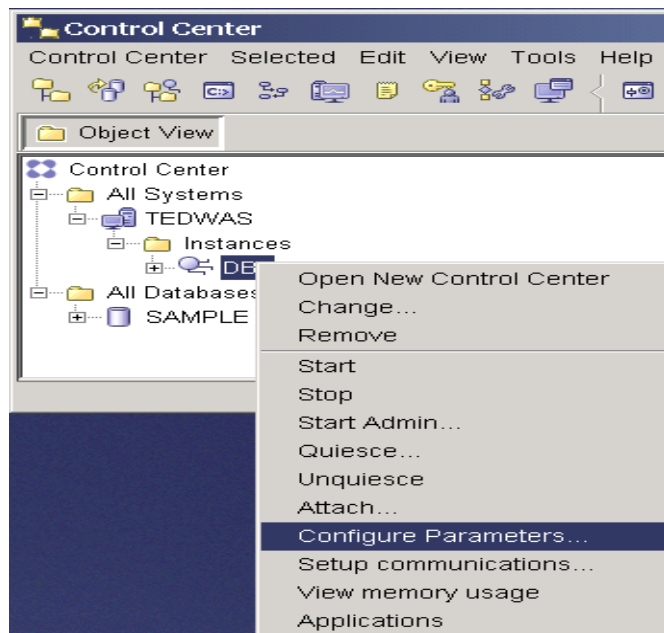 Control Center
Control Center Selected Edit View Tools Help
Object View
Control Center
All Systems
TEDWAS
Instances
All Databases
SAMPLE
Open New Control Center
Change...
Remove
Start
Stop
Start Admin...
Quiesce...
Unquiesce
Attach...
Configure Parameters...
Setup communications...
View memory usage
Applications